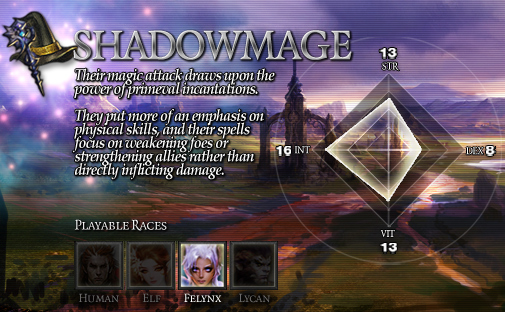 SHADOWMAGE
Their magic attack draws upon the
power of primeval incantations.
They put more of an emphasis on
physical skills, and their spells
focus on weakening foes or
strengthening allies rather than
directly inflicting damage.
13
STR
16 INT
DEX 8
VIT
13
PLAYABLE RACES
HUMAN ELF FELYNX LYCAN